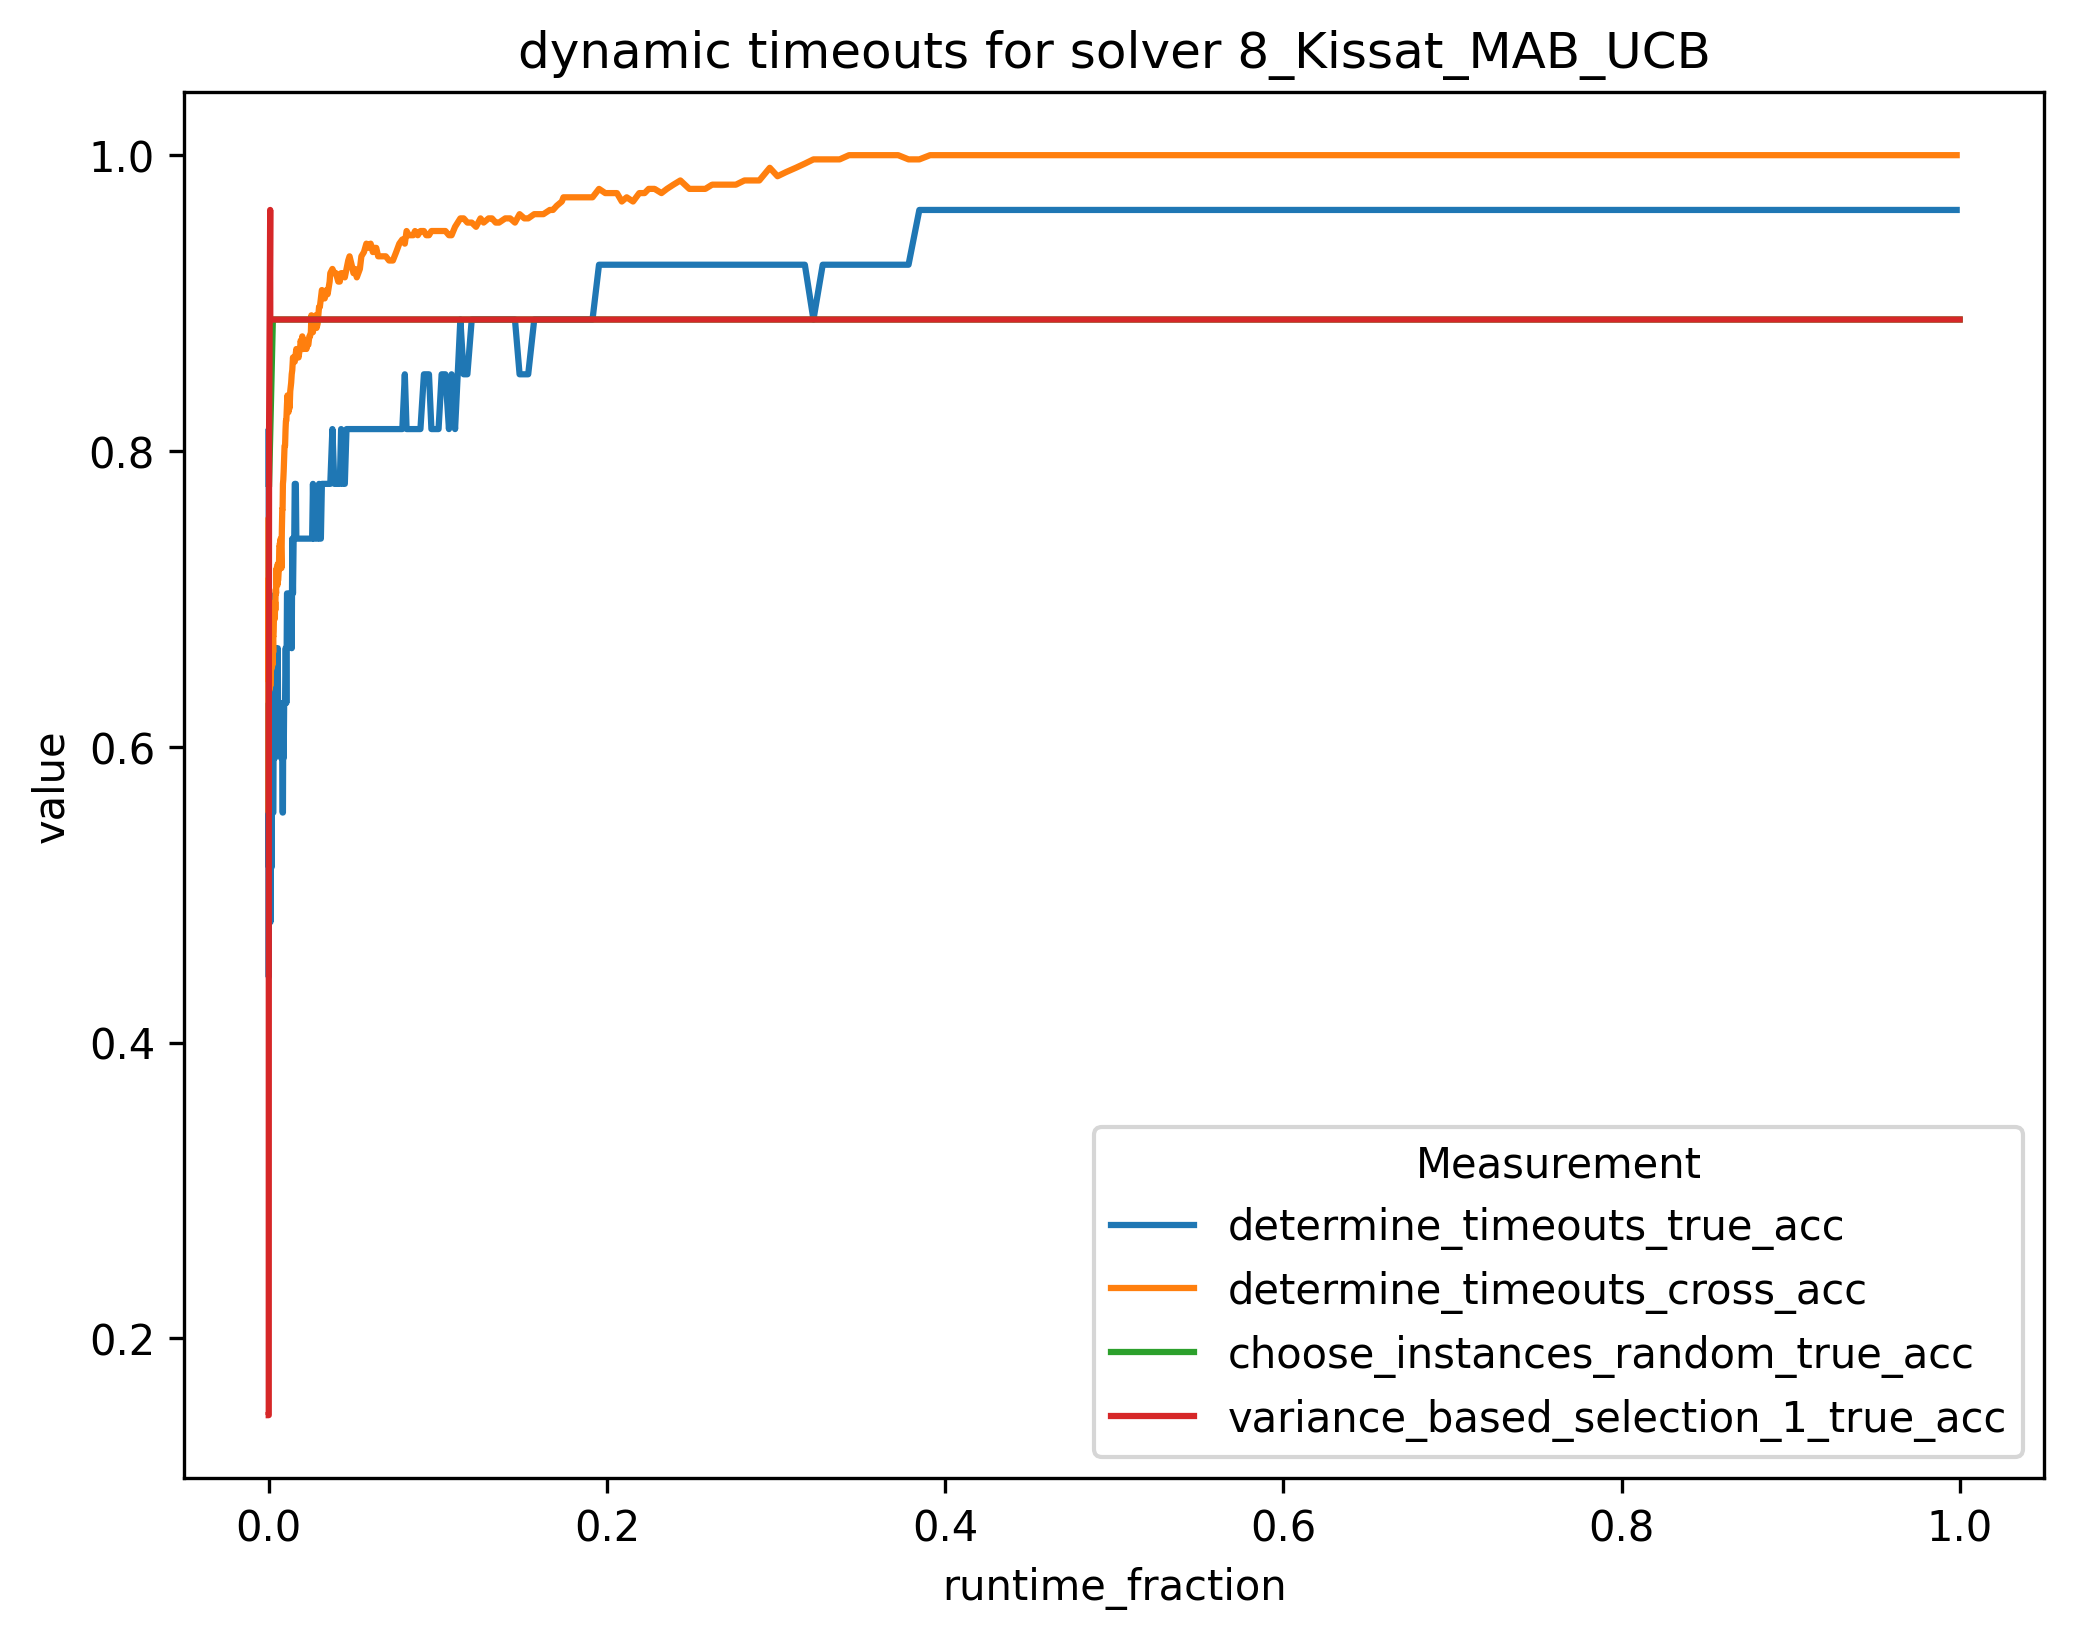 dynamic timeouts for solver 8_Kissat_MAB_UCB
value
1.0
0.8
0.6
0.4
0.2
Measurement
determine_timeouts_true_acc
determine_timeouts_cross_acc
choose_instances_random_true_acc
variance_based_selection_1_true_acc
0.0 0.2 0.4 0.6 0.8 1.0
runtime_fraction